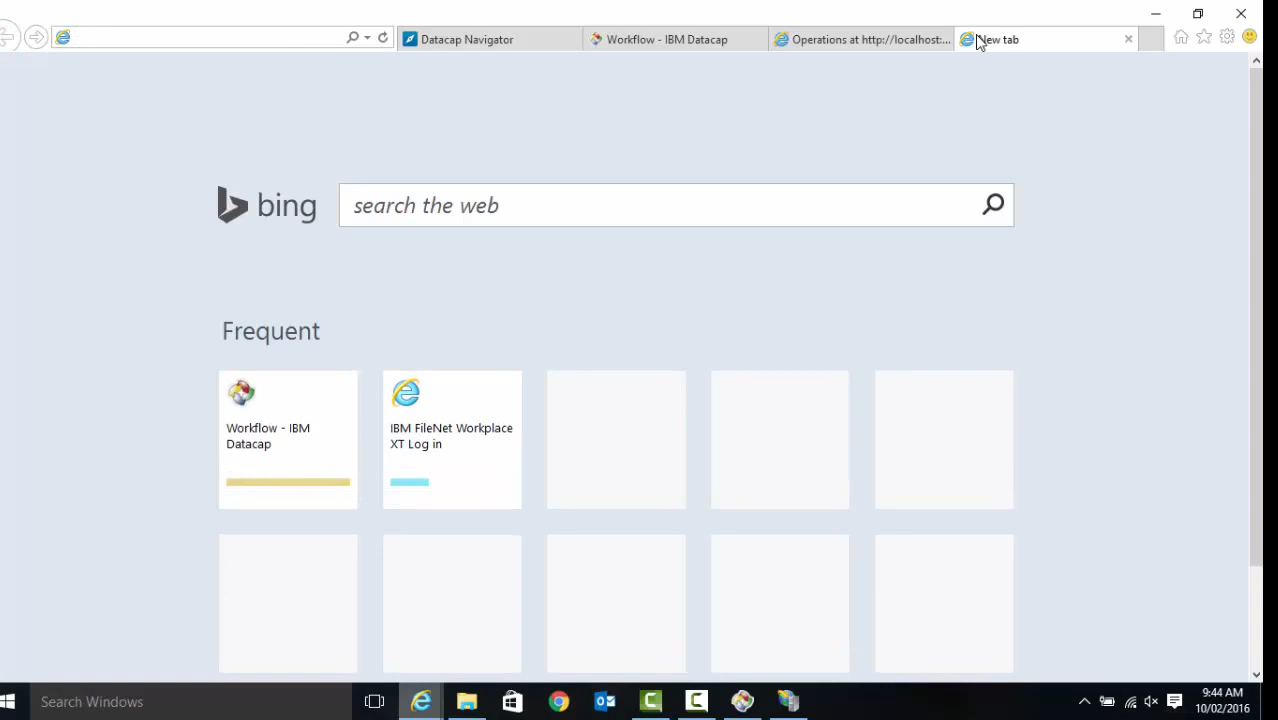 Datacap Navigator
Workflow - IBM Datacap
Operations at http://localhost:...
New tab
bing
search the web
Frequent
Workflow - IBM
Datacap
IBM FileNet Workplace
XT Log in
Search Windows
9:44 AM
10/02/2016